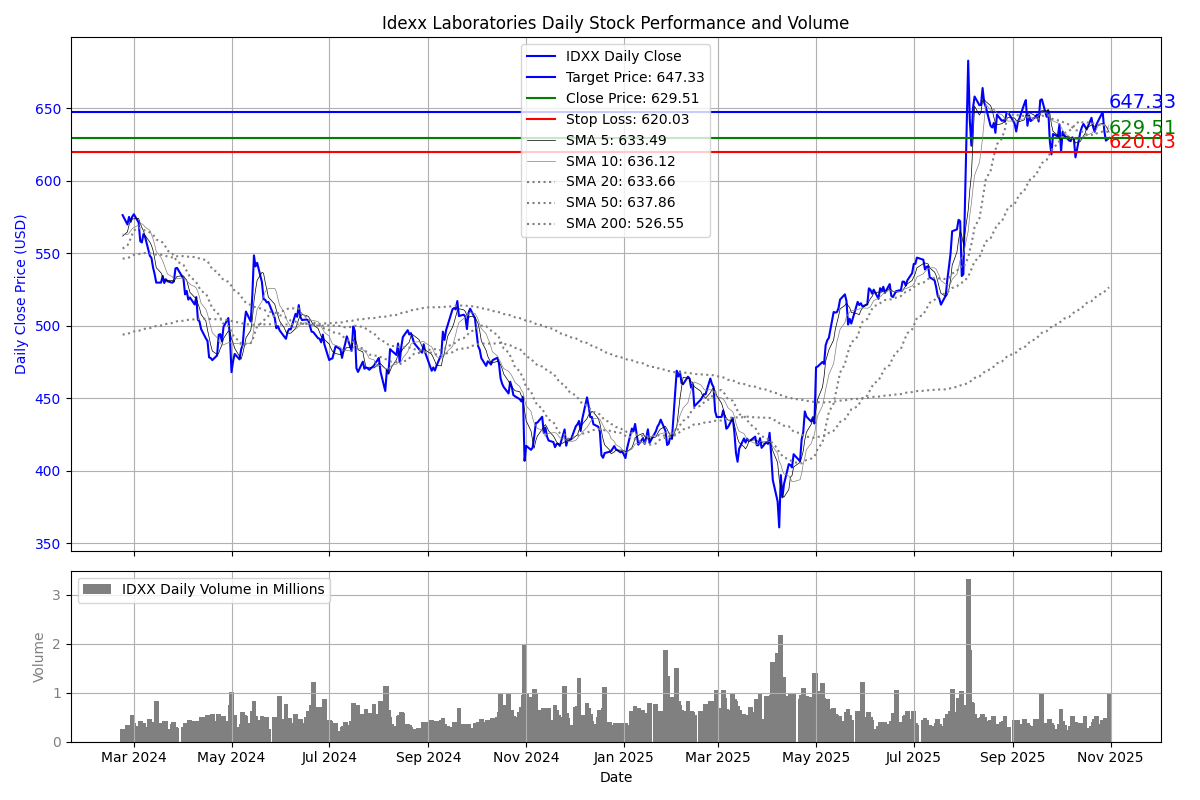 Idexx Laboratories Daily Stock Performance and Volume
IDXX Daily Close
Target Price: 647.33
Close Price: 629.51
Stop Loss: 620.03
SMA 5: 633.49
SMA 10: 636.12
SMA 20: 633.66
SMA 50: 637.86
SMA 200: 526.55
647.33
629.51
620.03
Daily Close Price (USD)
650
600
550
500
450
400
350
IDXX Daily Volume in Millions
Volume
3
2
1
0
Mar 2024 May 2024 Jul 2024 Sep 2024 Nov 2024 Jan 2025 Mar 2025 May 2025 Jul 2025 Sep 2025 Nov 2025
Date